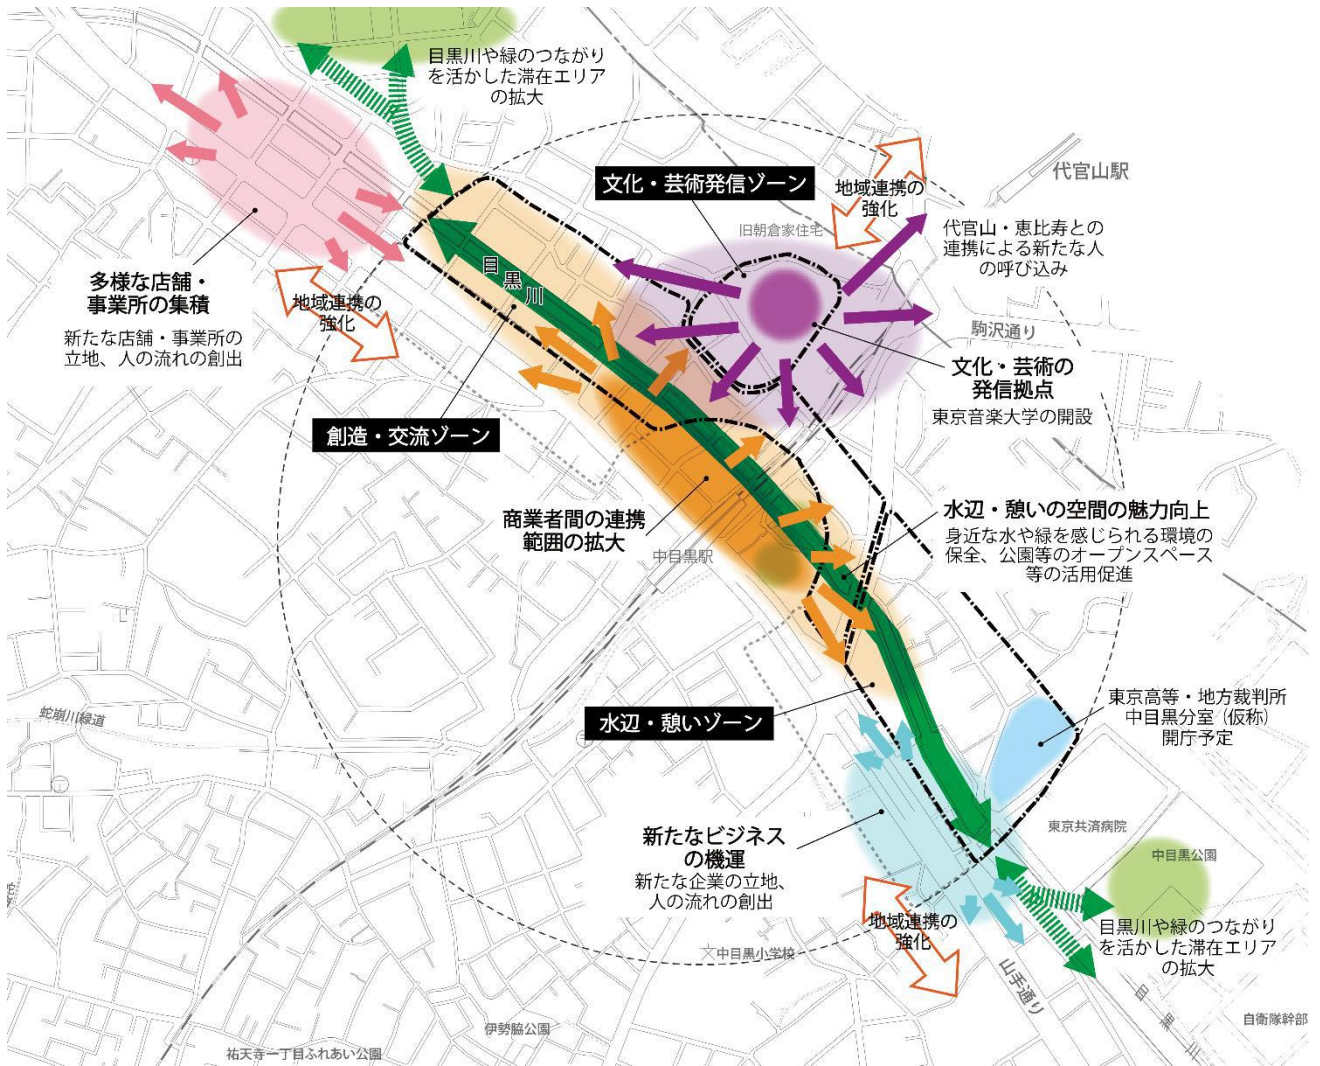 目黒川や緑のつながり
を活かした滞在エリア
の拡大
文化・芸術発信ゾーン
地域連携の
強化
代官山駅
旧朝倉家住宅
代官山・恵比寿との
連携による新たな人
の呼び込み
目黒川
多様な店舗・
事業所の集積
新たな店舗・事業所の
立地、人の流れの創出
地域連携の
強化
駒沢通り
文化・芸術の
発信拠点
東京音楽大学の開設
創造・交流ゾーン
商業者間の連携
範囲の拡大
中目黒駅
水辺・憩いの空間の魅力向上
身近な水や緑を感じられる環境の
保全、公園等のオープンスペース
等の活用促進
東京高等・地方裁判所
中目黒分室（仮称）
開庁予定
蛇崩川緑道
水辺・憩いゾーン
新たなビジネス
の機運
新たな企業の立地、
人の流れの創出
東京共済病院
中目黒公園
地域連携の
強化
目黒川や緑のつながり
を活かした滞在エリア
の拡大
中目黒小学校
山手通り
自衛隊幹部
伊勢脇公園
祐天寺一丁目ふれあい公園